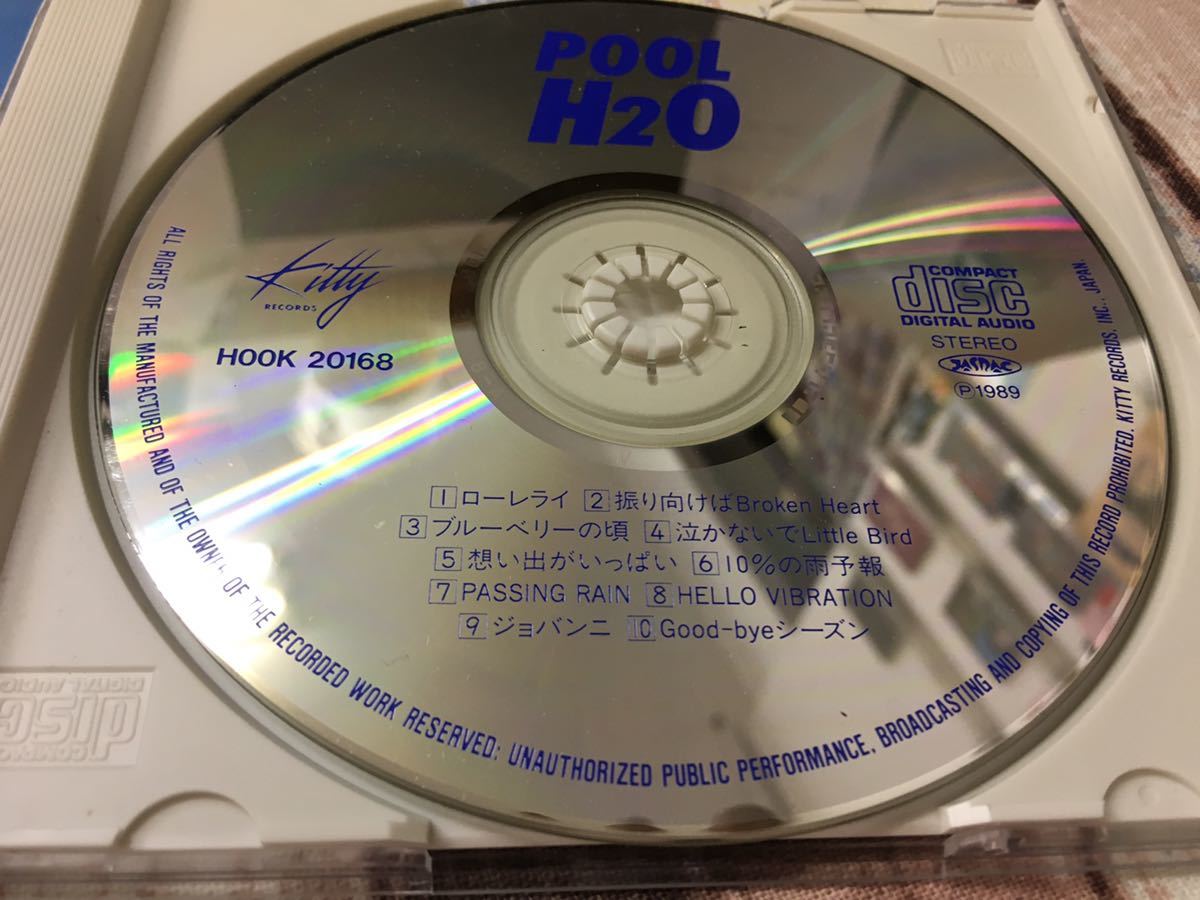 POOL
H2O
Kitty
RECORDS
H00K 20168
COMPACT
disc
DIGITAL AUDIO
STEREO
JASRAC
Ⓟ1989
1 ローレライ 2 振り向けばBroken Heart
3 ブルーベリーの頃 4 泣かないでLittle Bird
5 想い出がいっぱい 6 10%の雨予報
7 PASSING RAIN 8 HELLO VIBRATION
9 ジョバンニ 10 Good-byeシーズン
ALL RIGHTS OF THE MANUFACTURED AND OF THE OWNER OF THE RECORDED WORK RESERVED; UNAUTHORIZED PUBLIC PERFORMANCE, BROADCASTING AND COPYING OF THIS RECORD PROHIBITED. KITTY RECORDS, INC., JAPAN.
COMPACT
disc
DIGITAL AUDIO